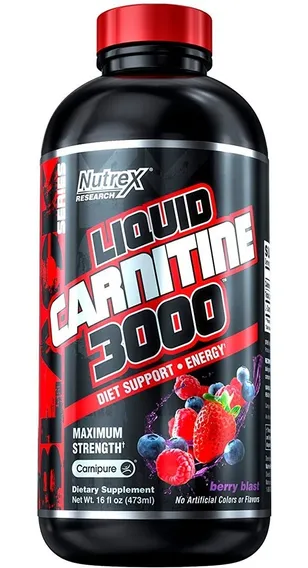 Nutrex
RESEARCH
SERIES
LIQUID
CARNITINE
3000
DIET SUPPORT • ENERGY†
MAXIMUM
STRENGTH†
Carnipure®
berry blast
Dietary Supplement
Net Wt. 16 fl oz (473ml)
No Artificial Colors or Flavors